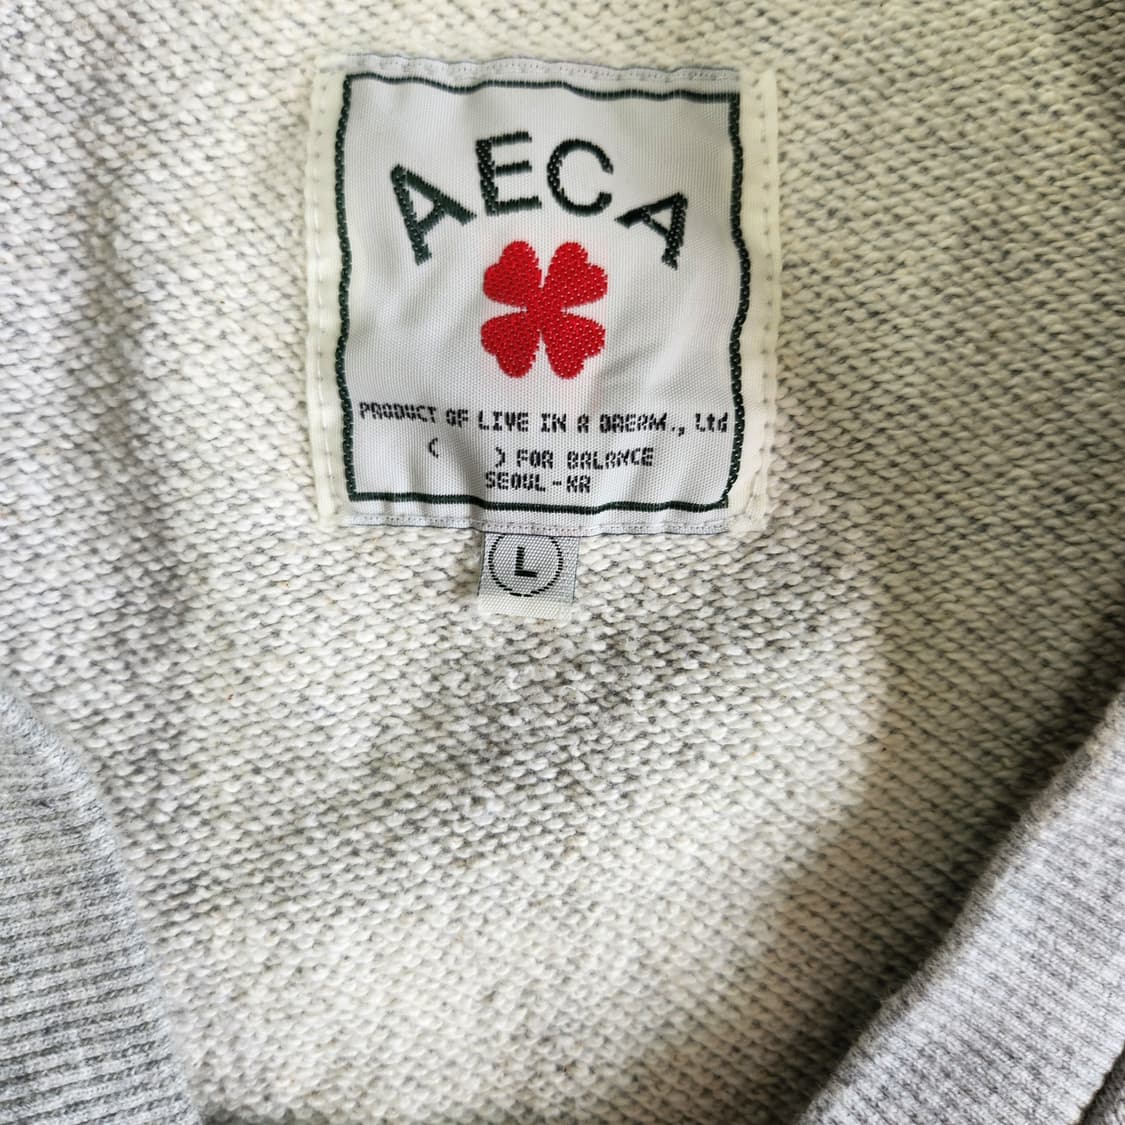 AECA
PRODUCT OF LIVE IN A DREAM., Ltd
(      ) FOR BALANCE
SEOUL-KR
L